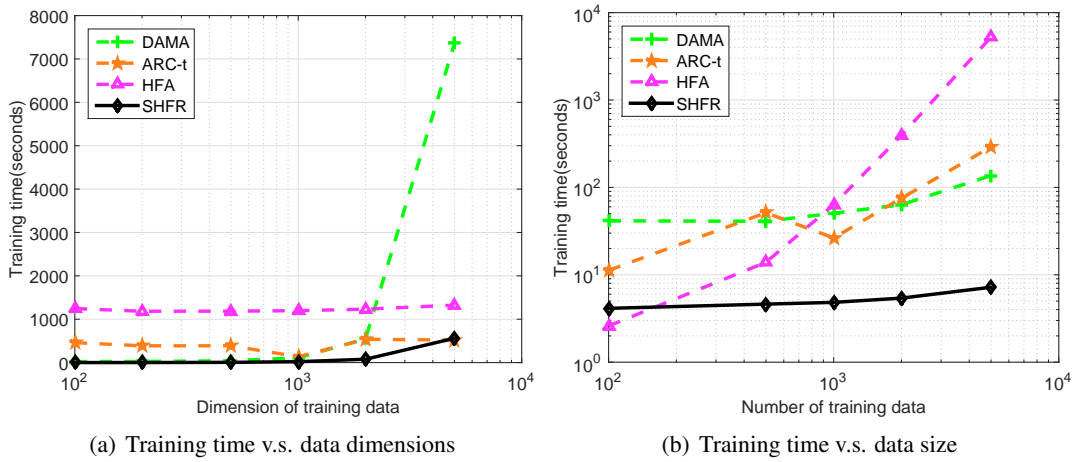 8000
7000
6000
5000
4000
3000
2000
1000
0
Training time(seconds)
DAMA
ARC-t
HFA
SHFR
10^2
10^3
10^4
Dimension of training data
(a) Training time v.s. data dimensions
10^4
10^3
10^2
10^1
10^0
Training time(seconds)
DAMA
ARC-t
HFA
SHFR
10^2
10^3
10^4
Number of training data
(b) Training time v.s. data size